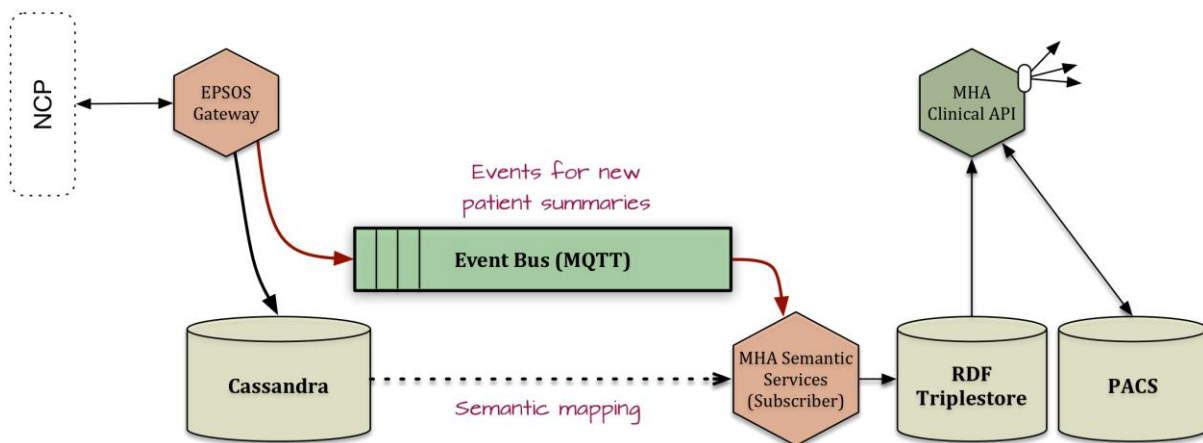 NCP
EPSOS
Gateway
MHA
Clinical API
Events for new
patient summaries
Event Bus (MQTT)
Cassandra
Semantic mapping
MHA Semantic
Services
(Subscriber)
RDF
Triplestore
PACS